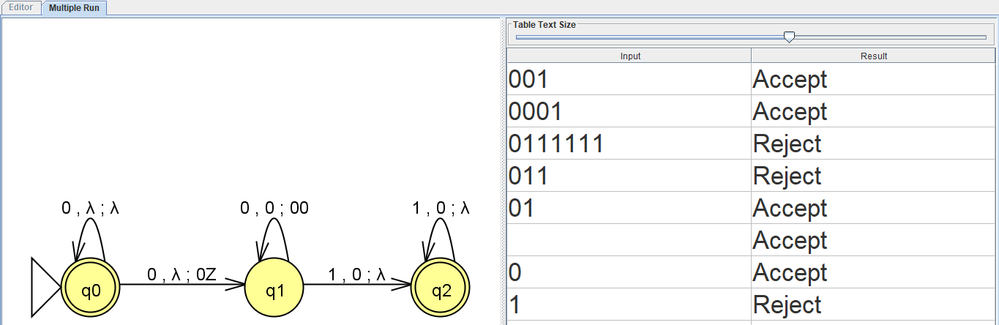 Editor
Multiple Run
Table Text Size
Input Result
001 Accept
0001 Accept
0111111 Reject
011 Reject
01 Accept
Accept
0 Accept
1 Reject
0 , λ ; λ
0 , 0 ; 00
1 , 0 ; λ
0 , λ ; 0Z
1 , 0 ; λ
q0
q1
q2